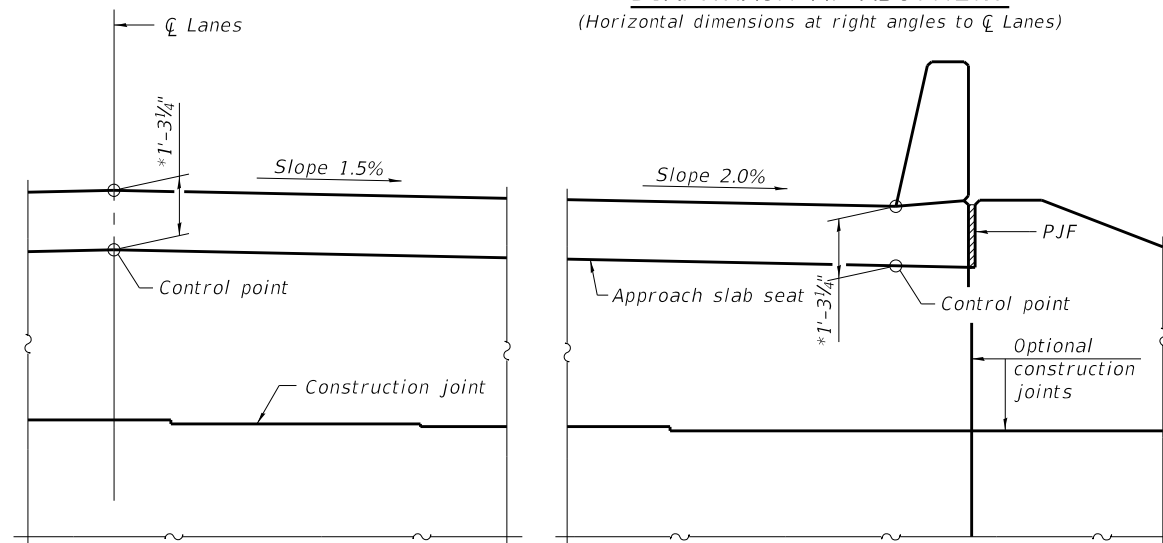 (Horizontal dimensions at right angles to ℄ Lanes)
℄ Lanes
*1'-3¼"
Slope 1.5%
Control point
Construction joint
Slope 2.0%
PJF
Approach slab seat
Control point
*1'-3¼"
Optional
construction
joints